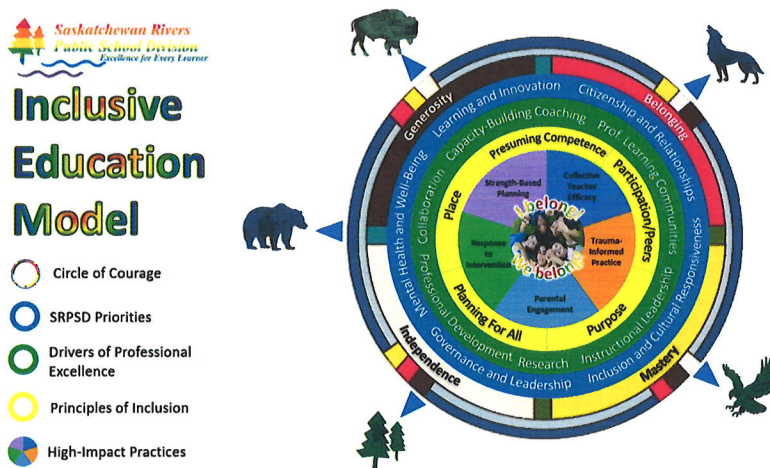 Saskatchewan Rivers
Public School Division
Excellence for Every Learner
Inclusive
Education
Model
Circle of Courage
SRPSD Priorities
Drivers of Professional
Excellence
Principles of Inclusion
High-Impact Practices
Generosity
Belonging
Mastery
Independence
Learning and Innovation
Citizenship and Relationships
Inclusion and Cultural Responsiveness
Governance and Leadership
Mental Health and Well-Being
Capacity-Building Coaching
Prof. Learning Communities
Instructional Leadership
Research
Professional Development
Collaboration
Presuming Competence
Participation/Peers
Purpose
Planning For All
Place
Strength-Based
Planning
Collective
Teacher
Efficacy
Trauma-
Informed
Practice
Parental
Engagement
Response
to
Intervention
I belong!
We belong!